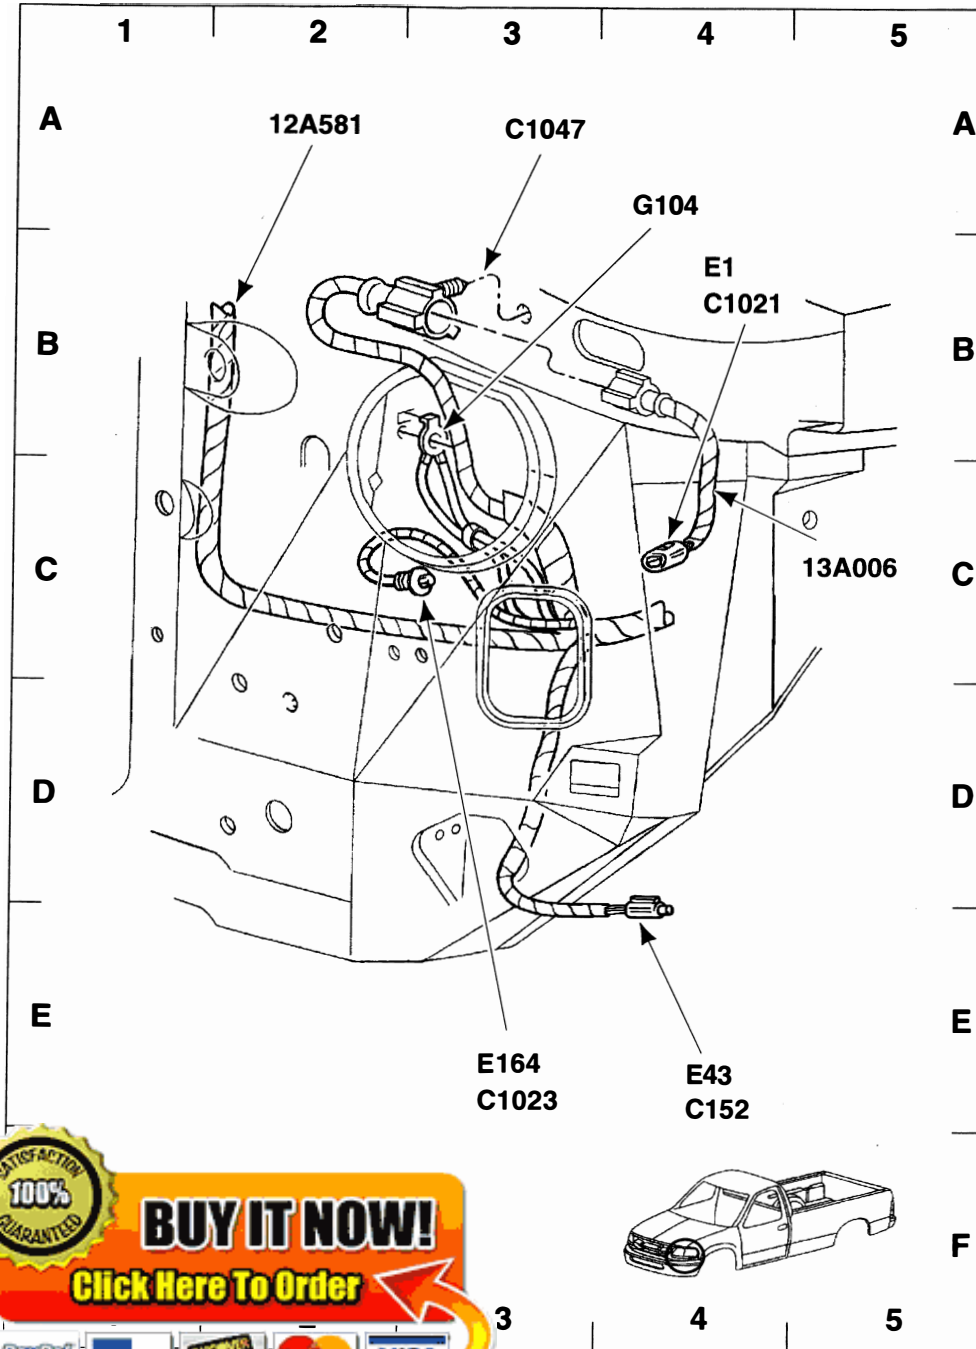 1 2 3 4 5
A A
12A581 C1047
G104
E1
C1021
B B
13A006
C C
D D
E E
E164
C1023
E43
C152
SATISFACTION
100%
GUARANTEED
BUY IT NOW!
Click Here To Order
F
3 4 5